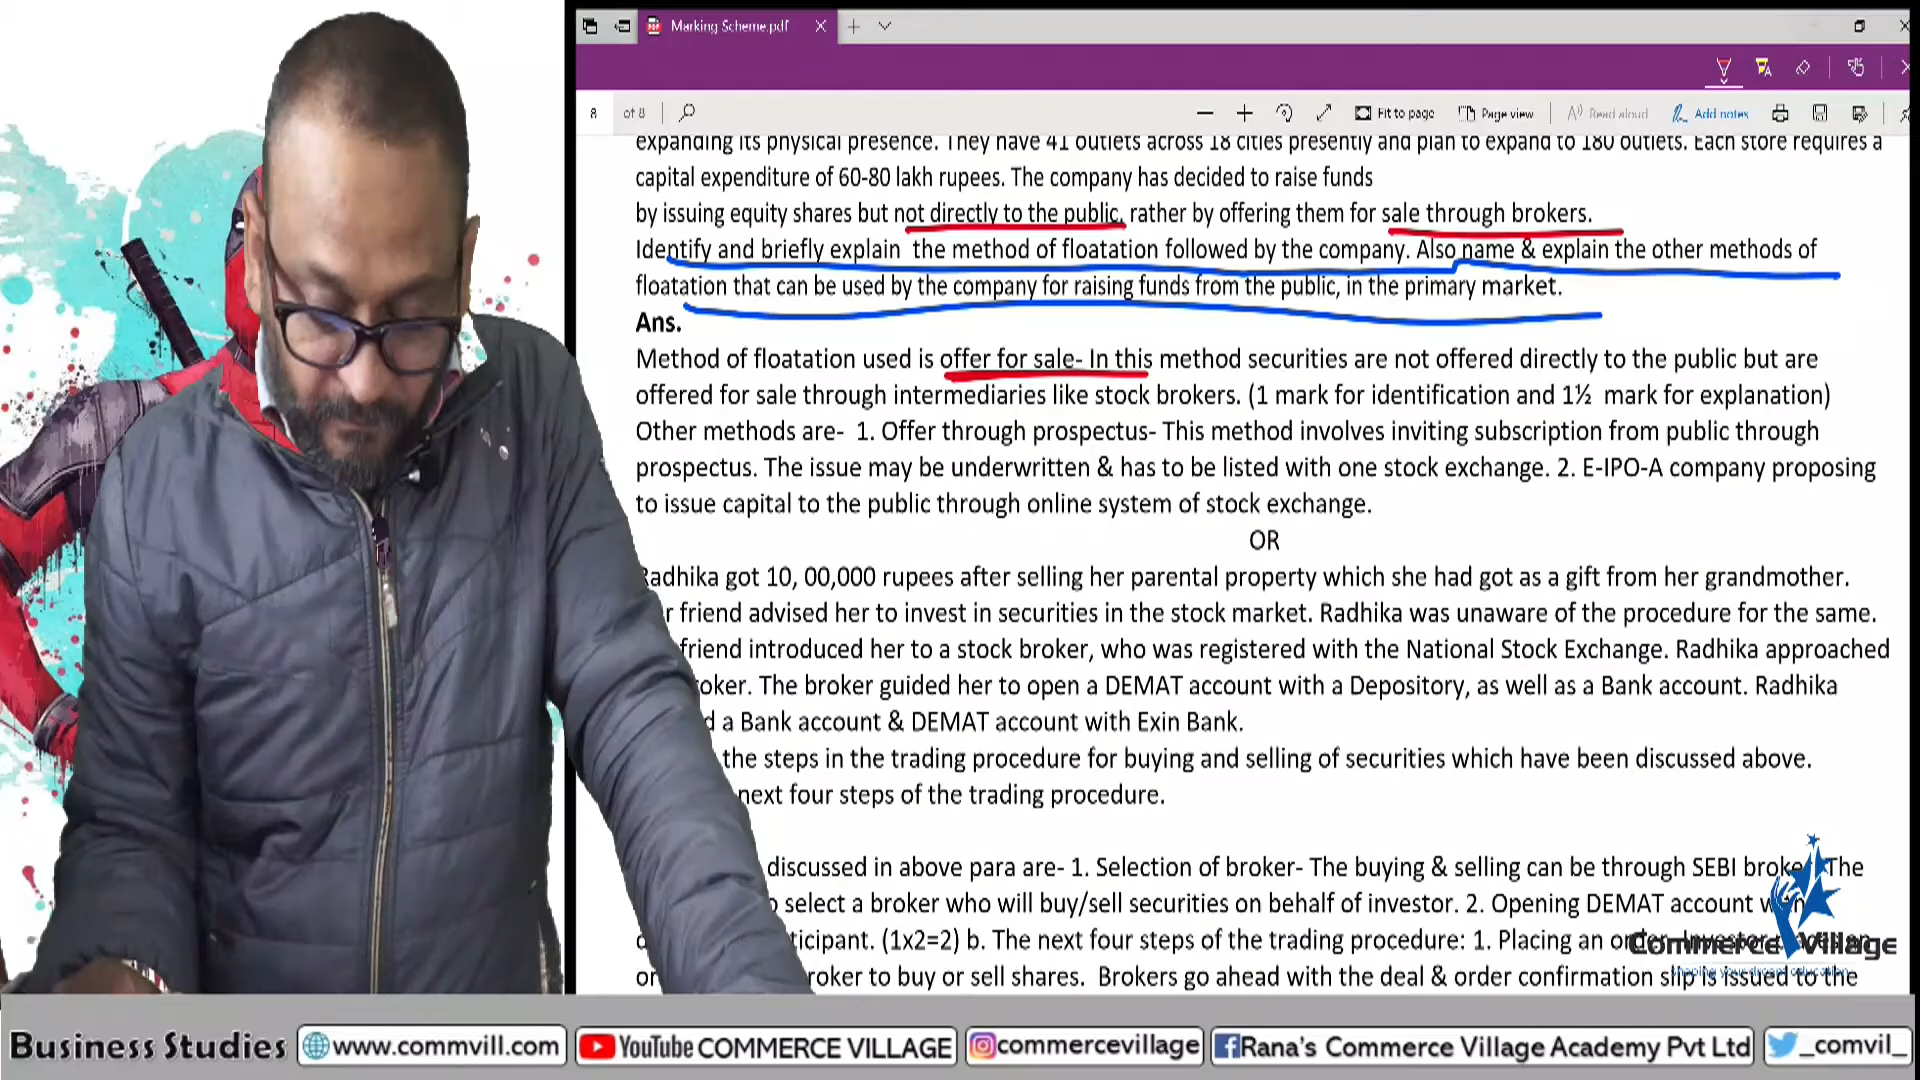 Marking Scheme.pdf
8 of 8
Fit to page
Page view
Read aloud
Add notes
expanding its physical presence. They have 41 outlets across 18 cities presently and plan to expand to 180 outlets. Each store requires a
capital expenditure of 60-80 lakh rupees. The company has decided to raise funds
by issuing equity shares but not directly to the public, rather by offering them for sale through brokers.
Identify and briefly explain the method of floatation followed by the company. Also name & explain the other methods of
floatation that can be used by the company for raising funds from the public, in the primary market.
Ans.
Method of floatation used is offer for sale- In this method securities are not offered directly to the public but are
offered for sale through intermediaries like stock brokers. (1 mark for identification and 1½ mark for explanation)
Other methods are- 1. Offer through prospectus- This method involves inviting subscription from public through
prospectus. The issue may be underwritten & has to be listed with one stock exchange. 2. E-IPO-A company proposing
to issue capital to the public through online system of stock exchange.
OR
Radhika got 10, 00,000 rupees after selling her parental property which she had got as a gift from her grandmother.
friend advised her to invest in securities in the stock market. Radhika was unaware of the procedure for the same.
friend introduced her to a stock broker, who was registered with the National Stock Exchange. Radhika approached
The broker guided her to open a DEMAT account with a Depository, as well as a Bank account. Radhika
a Bank account & DEMAT account with Exin Bank.
the steps in the trading procedure for buying and selling of securities which have been discussed above.
next four steps of the trading procedure.
discussed in above para are- 1. Selection of broker- The buying & selling can be through SEBI broker. The
select a broker who will buy/sell securities on behalf of investor. 2. Opening DEMAT account with
(1x2=2) b. The next four steps of the trading procedure: 1. Placing an order-
to buy or sell shares. Brokers go ahead with the deal & order confirmation slip is issued to the
Commerce Village
shaping your dream education
Business Studies
www.commvill.com
YouTube COMMERCE VILLAGE
commercevillage
Rana's Commerce Village Academy Pvt Ltd
_comvil_